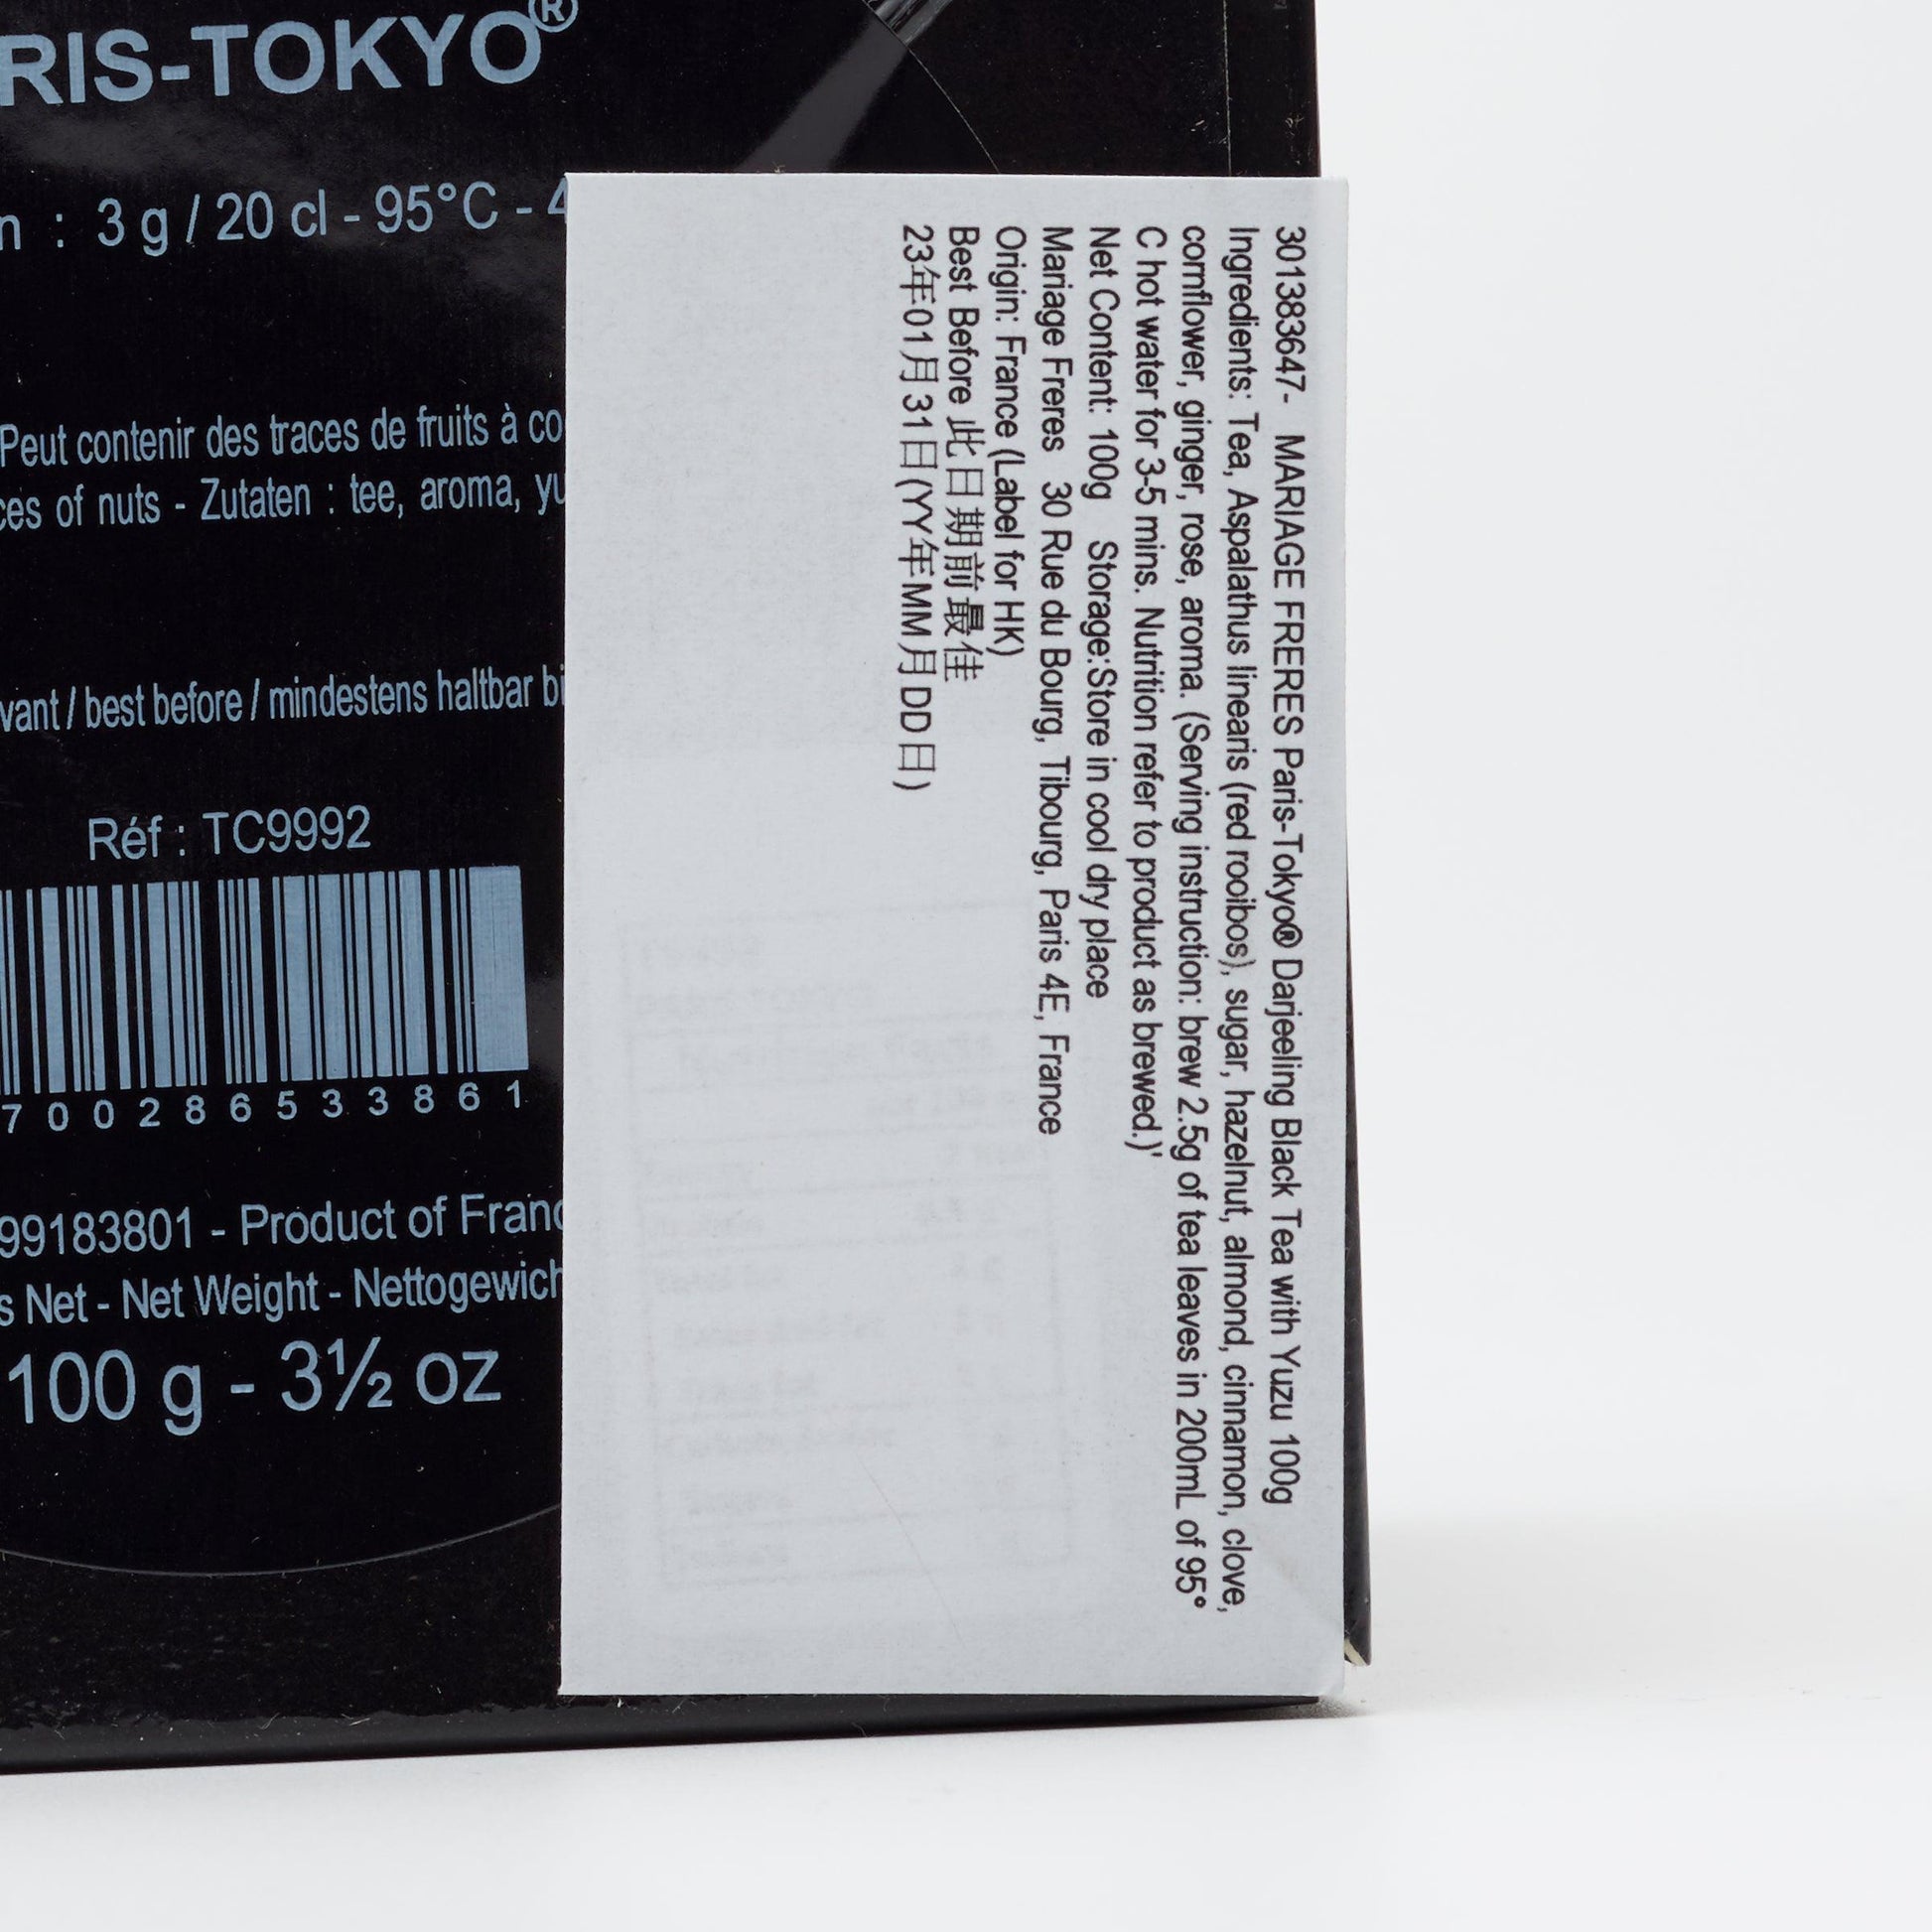 RIS-TOKYO®
n : 3 g / 20 cl - 95°C - 4
Peut contenir des traces de fruits à co
ces of nuts - Zutaten : tee, aroma, yu
vant / best before / mindestens haltbar bi
Réf : TC9992
700286533861
99183801 - Product of Franc
s Net - Net Weight - Nettogewich
100 g - 3½ oz
301383647- MARIAGE FRERES Paris-Tokyo® Darjeeling Black Tea with Yuzu 100g
Ingredients: Tea, Aspalathus linearis (red rooibos), sugar, hazelnut, almond, cinnamon, clove,
cornflower, ginger, rose, aroma. (Serving instruction: brew 2.5g of tea leaves in 200mL of 95°
C hot water for 3-5 mins. Nutrition refer to product as brewed.)'
Net Content: 100g Storage:Store in cool dry place
Mariage Freres 30 Rue du Bourg, Tibourg, Paris 4E, France
Origin: France (Label for HK)
Best Before 此日期前最佳
23年01月31日(YY年MM月DD日)